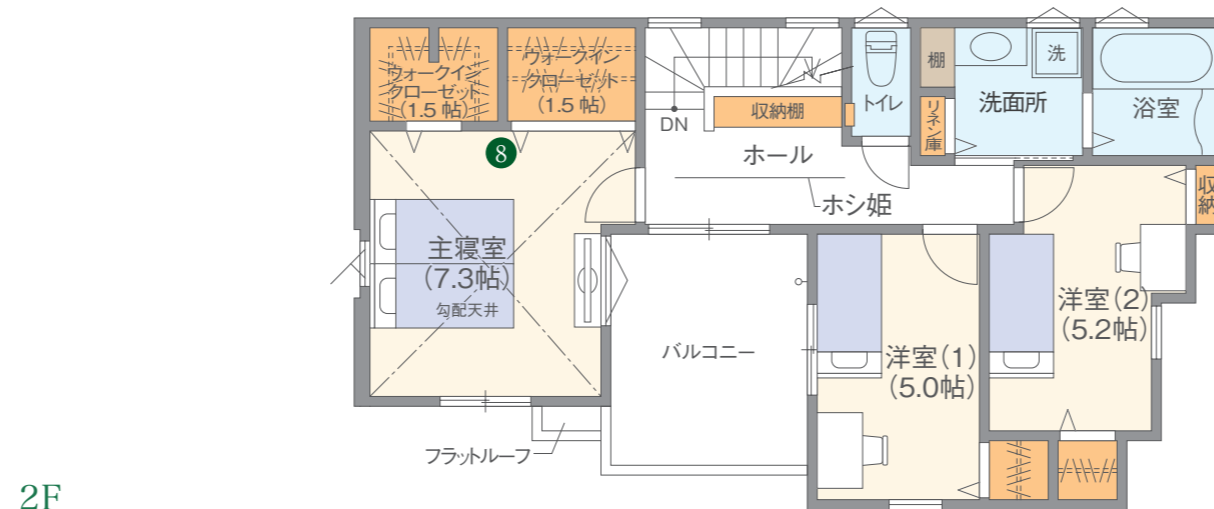 ウォークイン
クローゼット
(1.5 帖)
ウォークイン
クローゼット
(1.5 帖)
DN
収納棚
トイレ
棚
洗
リネン庫
洗面所
浴室
8
ホール
ホシ姫
収納
主寝室
(7.3帖)
勾配天井
バルコニー
洋室(1)
(5.0帖)
洋室(2)
(5.2帖)
フラットルーフ
2F